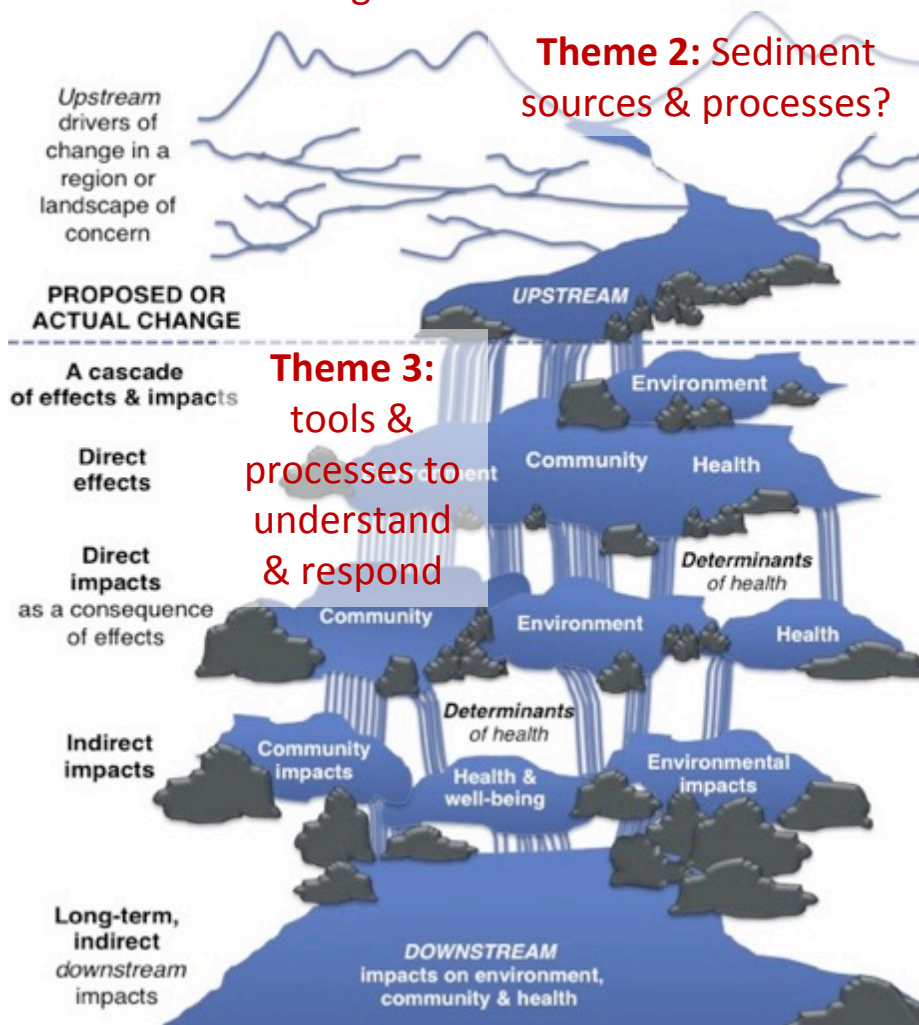 Theme 2: Sediment
sources & processes?
Upstream
drivers of
change in a
region or
landscape of
concern
PROPOSED OR
ACTUAL CHANGE
UPSTREAM
A cascade
of effects & impacts
Theme 3:
tools &
processes to
understand
& respond
Environment
Direct
effects
Environment
Community
Health
Direct
impacts
as a consequence
of effects
Determinants
of health
Community
Environment
Health
Indirect
impacts
Determinants
of health
Community
impacts
Health &
well-being
Environmental
impacts
Long-term,
indirect
downstream
impacts
DOWNSTREAM
impacts on environment,
community & health